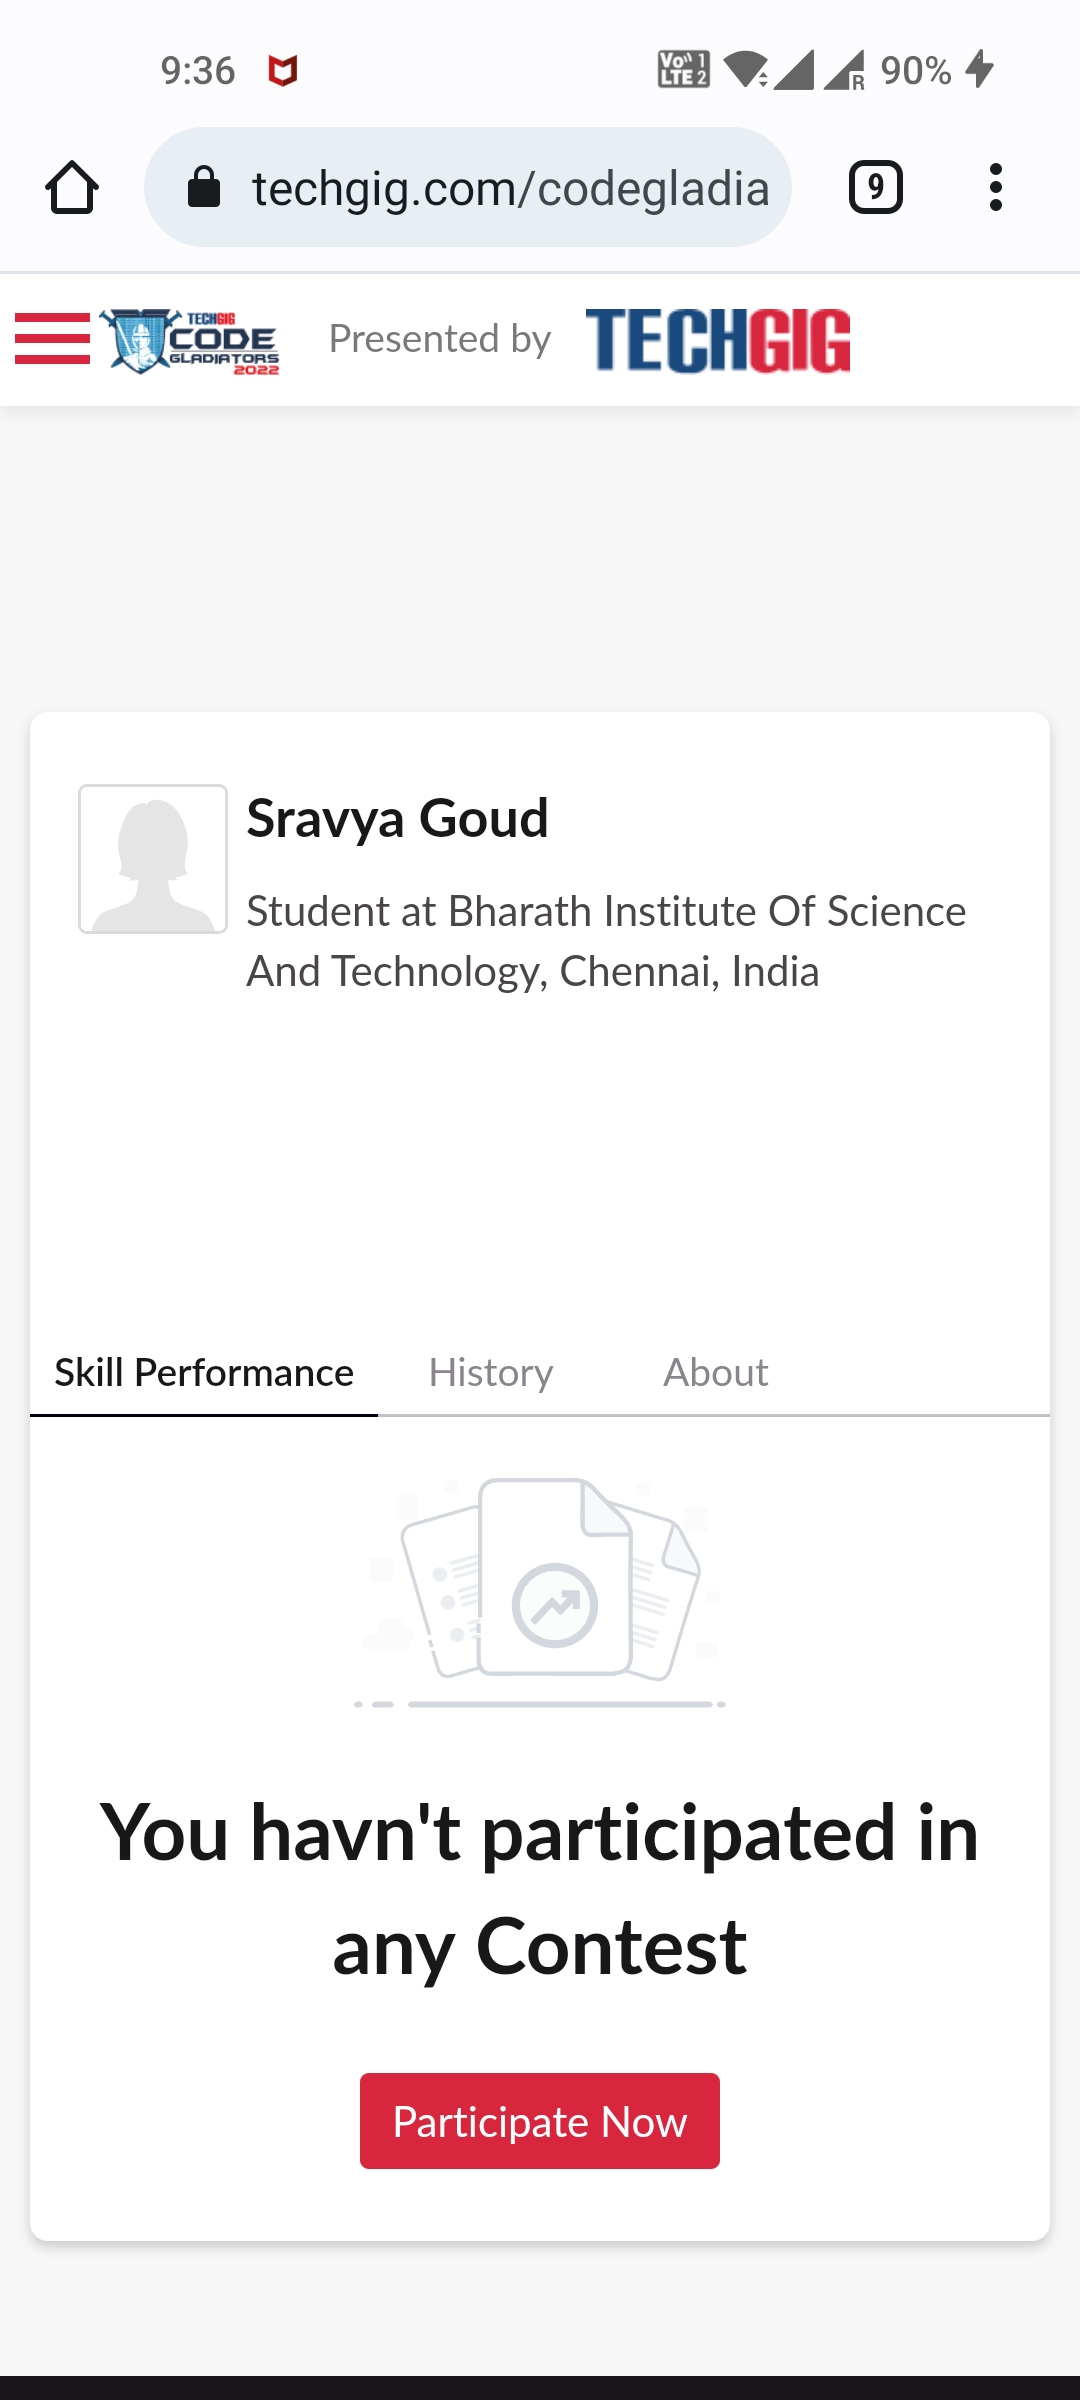 9:36
Vo)) 1
LTE 2
R
90%
techgig.com/codegladia
9
TECHGIG
CODE
GLADIATORS
2022
Presented by
TECHGIG
Sravya Goud
Student at Bharath Institute Of Science
And Technology, Chennai, India
Skill Performance
History
About
You havn't participated in
any Contest
Participate Now